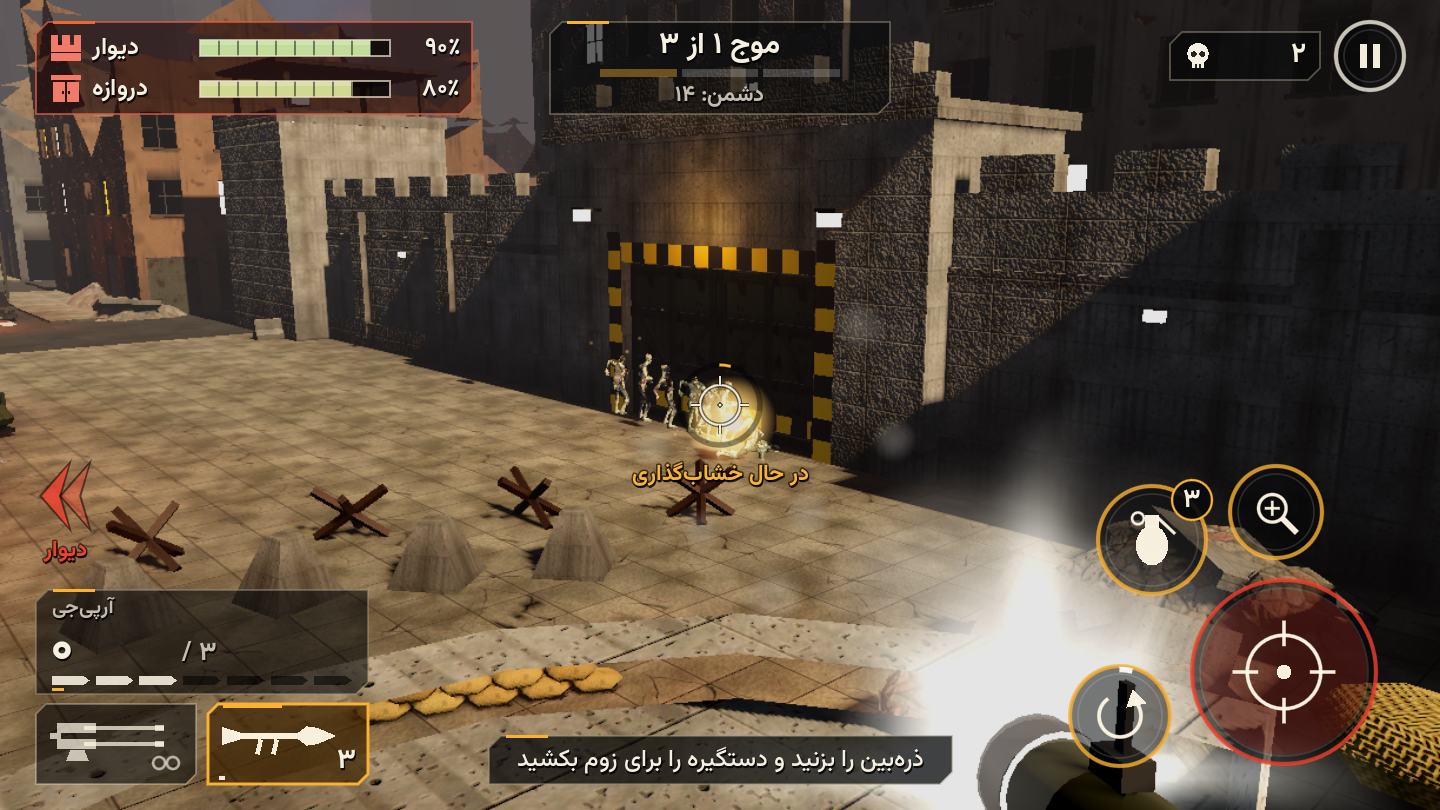 دیوار ۹۰٪
دروازه ۸۰٪
موج ۱ از ۳
دشمن: ۱۴
۲
در حال خشاب‌گذاری
دیوار
۳
آرپی‌جی
۰ / ۳
۳
ذره‌بین را بزنید و دستگیره را برای زوم بکشید